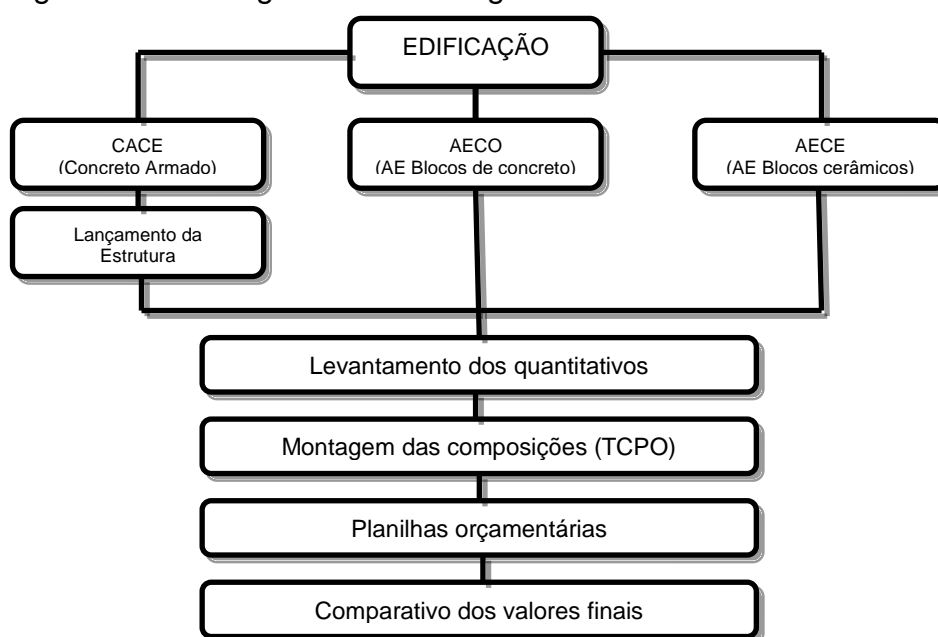 EDIFICAÇÃO
CACE
(Concreto Armado)
AECO
(AE Blocos de concreto)
AECE
(AE Blocos cerâmicos)
Lançamento da
Estrutura
Levantamento dos quantitativos
Montagem das composições (TCPO)
Planilhas orçamentárias
Comparativo dos valores finais